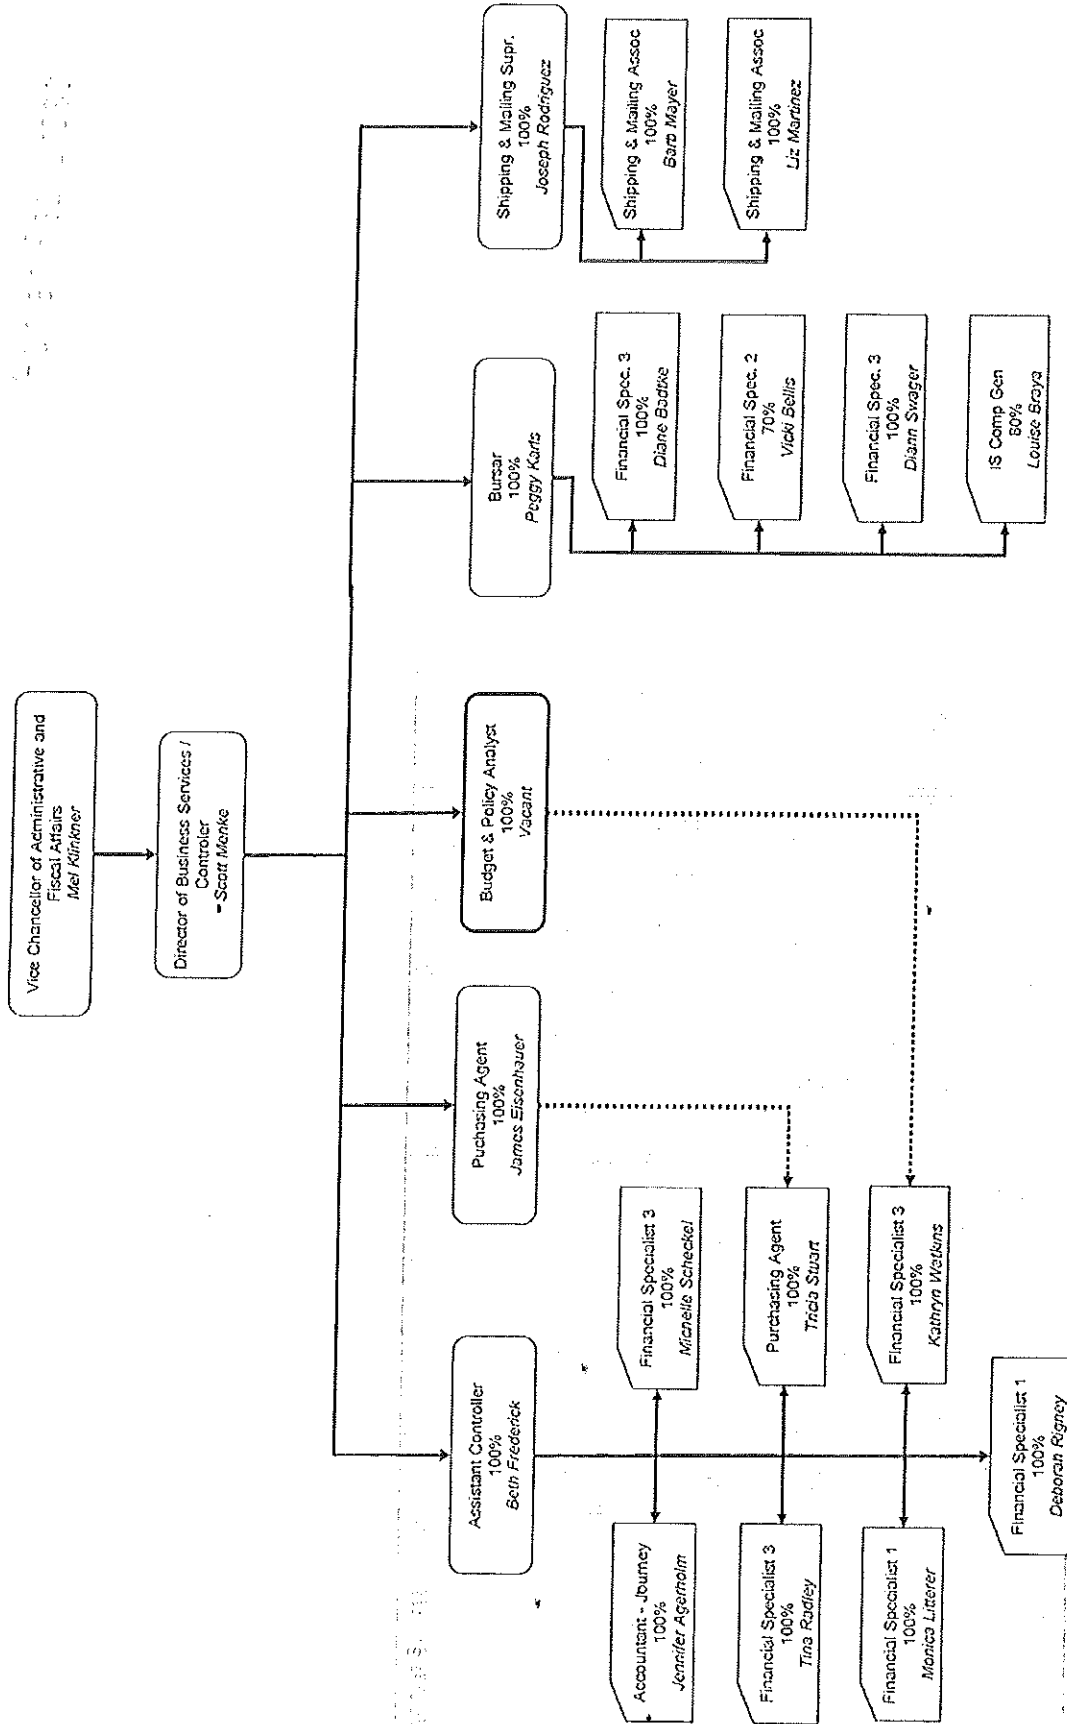 Vice Chancellor of Administrative and
Fiscal Affairs
Mel Klinkner
Director of Business Services /
Controler
Scott Menke
Assistant Controller
100%
Beth Frederick
Puchasing Agent
100%
James Eisenhauer
Budget & Policy Analyst
100%
Vacant
Bursar
100%
Peggy Karls
Shipping & Mailing Supr.
100%
Joseph Rodriguez
Accountant - Journey
100%
Jennifer Agerholm
Financial Specialist 3
100%
Michelle Scheckel
Financial Spec. 3
100%
Diane Badtke
Shipping & Mailing Assoc
100%
Barb Mayer
Financial Specialist 3
100%
Tina Radley
Purchasing Agent
100%
Tricia Stuart
Financial Spec. 2
70%
Vicki Bellis
Shipping & Mailing Assoc
100%
Liz Martinez
Financial Specialist 1
100%
Monica Litterer
Financial Specialist 3
100%
Kathryn Watkins
Financial Spec. 3
100%
Diann Swager
Financial Specialist 1
100%
Deborah Rigney
IS Comp Gen
Louise Braya